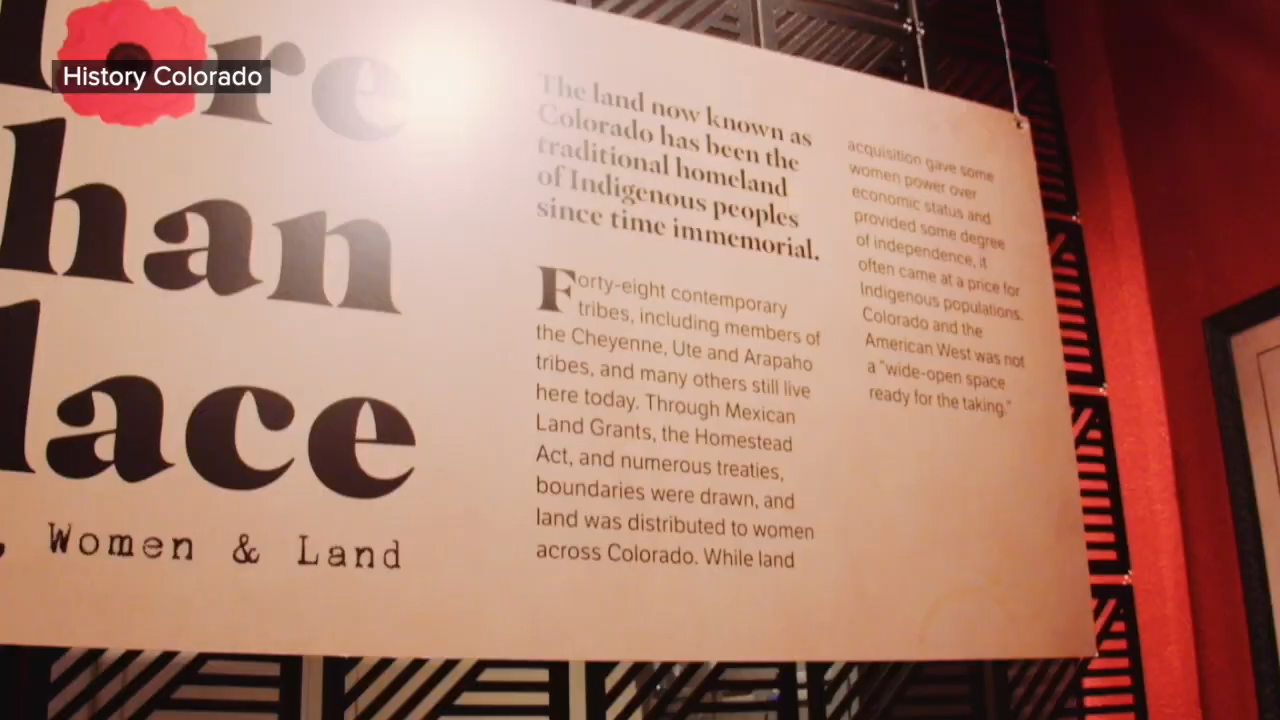 History Colorado
ore
han
lace
, Women & Land
The land now known as
Colorado has been the
traditional homeland
of Indigenous peoples
since time immemorial.
Forty-eight contemporary
tribes, including members of
the Cheyenne, Ute and Arapaho
tribes, and many others still live
here today. Through Mexican
Land Grants, the Homestead
Act, and numerous treaties,
boundaries were drawn, and
land was distributed to women
across Colorado. While land
acquisition gave some
women power over
economic status and
provided some degree
of independence, it
often came at a price for
Indigenous populations.
Colorado and the
American West was not
a "wide-open space
ready for the taking."